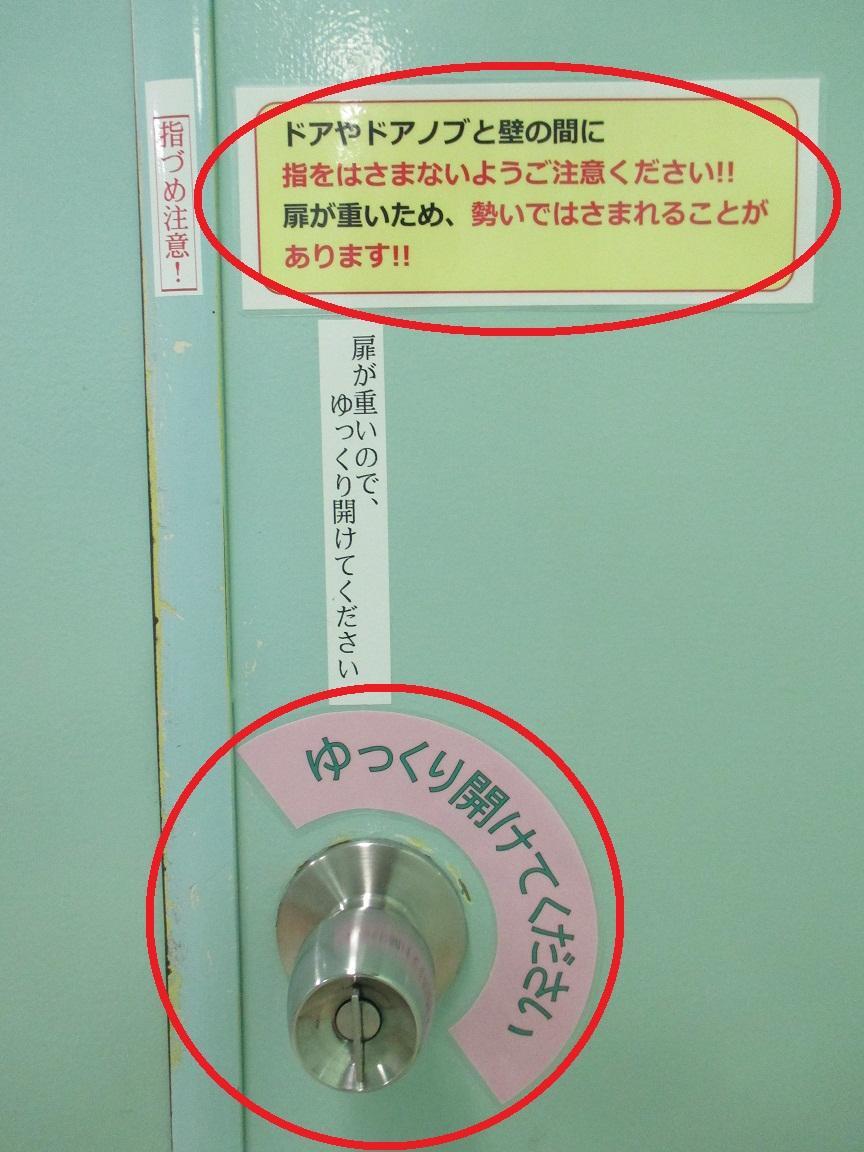 指づめ注意！
ドアやドアノブと壁の間に
指をはさまないようご注意ください!!
扉が重いため、勢いではさまれることが
あります!!
扉が重いので、
ゆっくり開けてください
ゆっくり開けてください